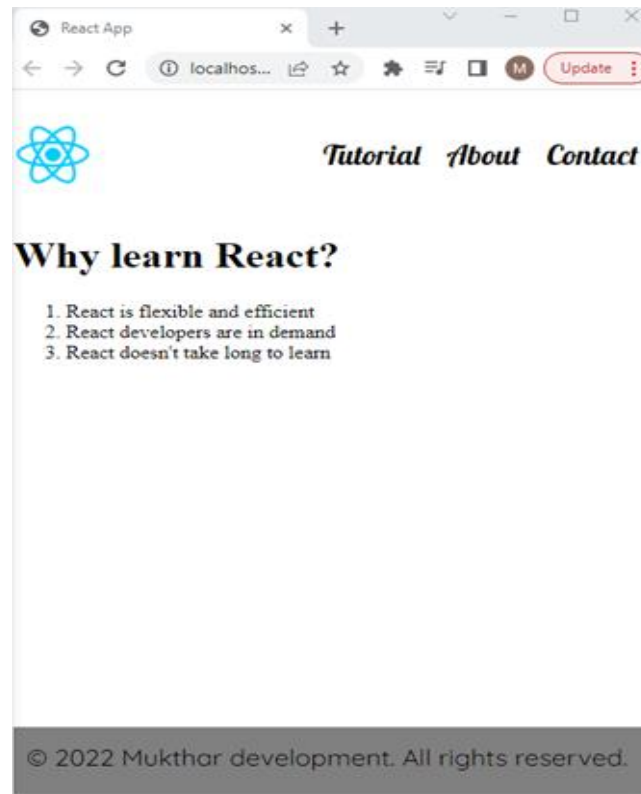 React App
localhos...
M
Update
Tutorial About Contact
Why learn React?
1. React is flexible and efficient
2. React developers are in demand
3. React doesn't take long to learn
© 2022 Mukthar development. All rights reserved.